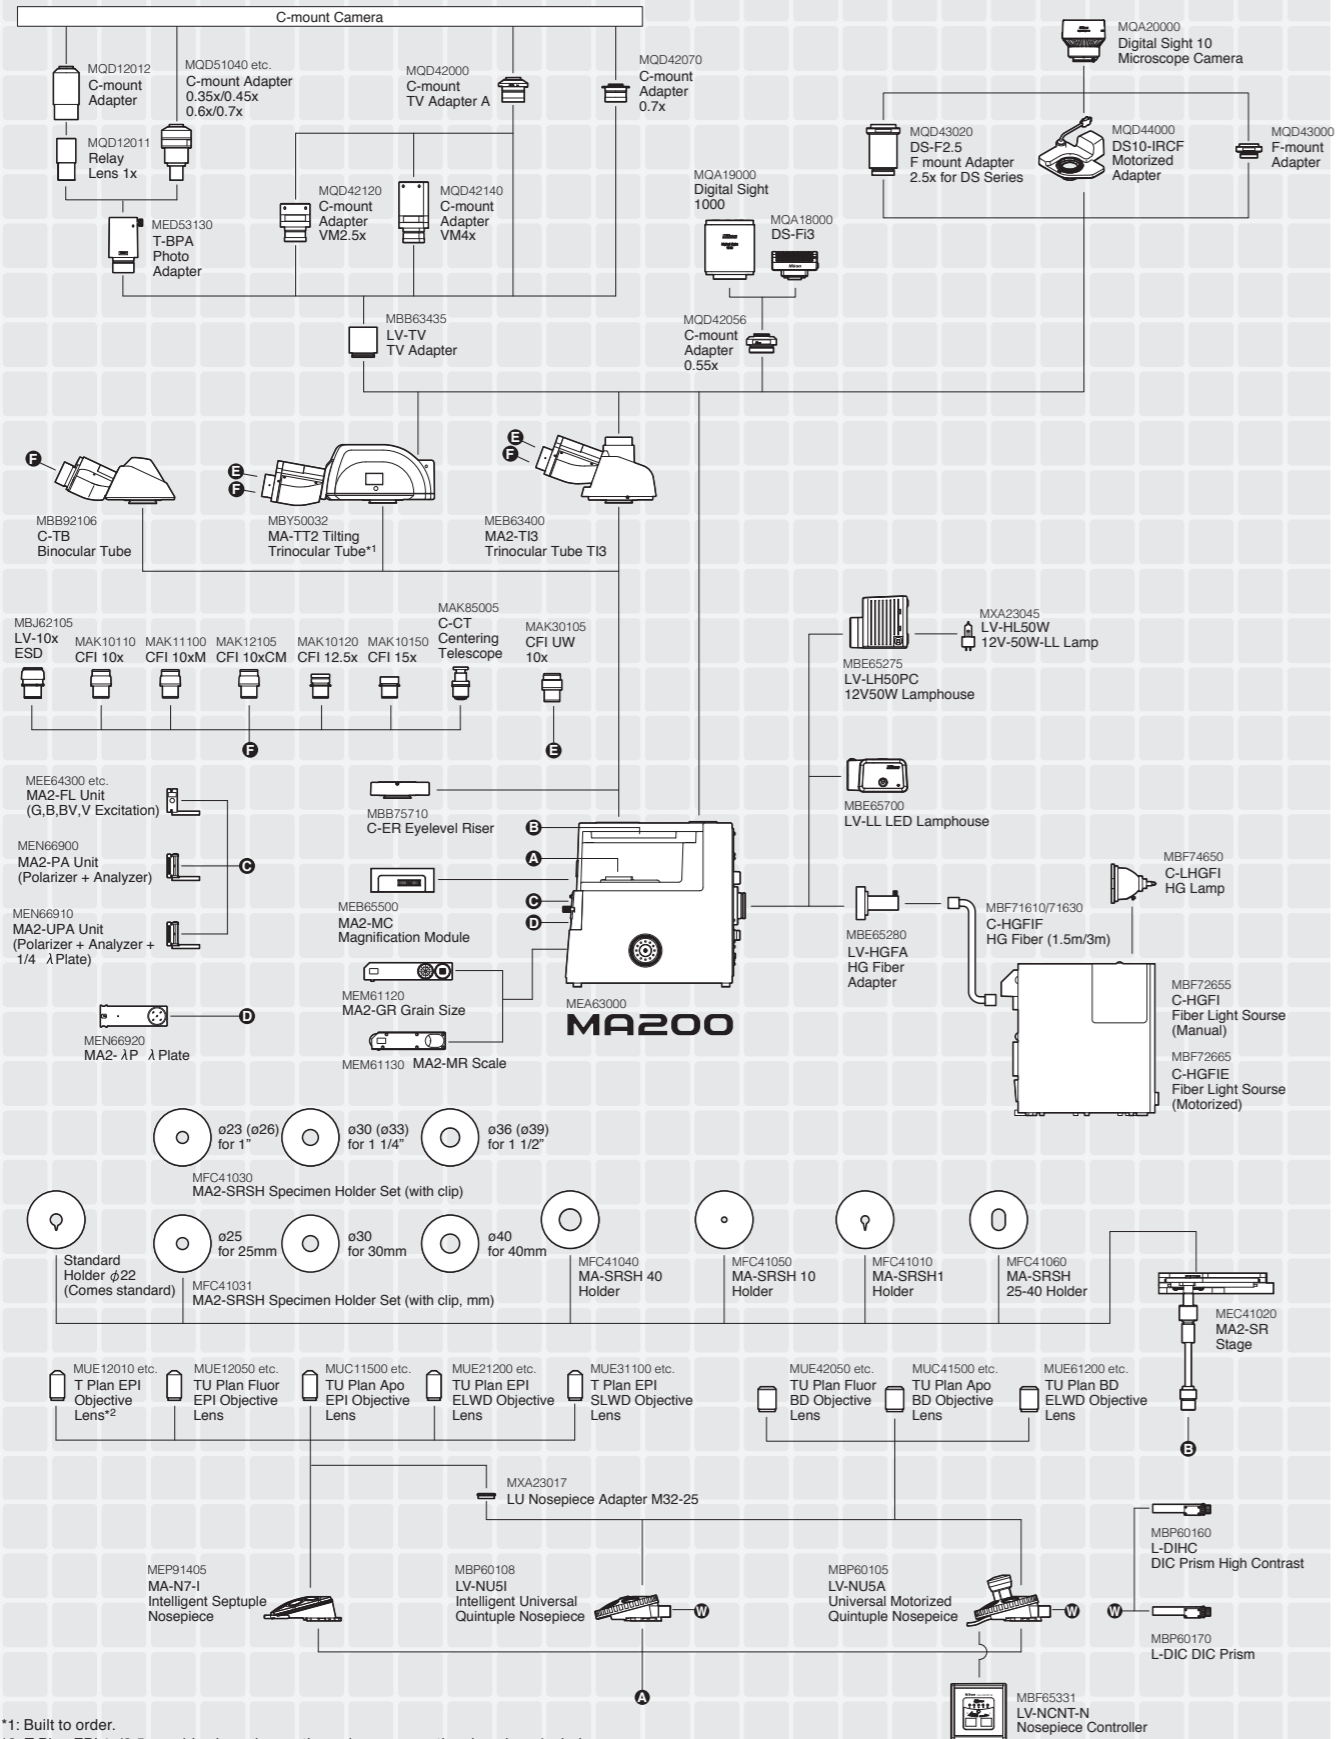 C-mount Camera
MQD12012
C-mount
Adapter
MQD51040 etc.
C-mount Adapter
0.35x/0.45x
0.6x/0.7x
MQD12011
Relay
Lens 1x
MED53130
T-BPA
Photo
Adapter
MQD42000
C-mount
TV Adapter A
MQD42070
C-mount
Adapter
0.7x
MQD42120
C-mount
Adapter
VM2.5x
MQD42140
C-mount
Adapter
VM4x
MBB63435
LV-TV
TV Adapter
MQA20000
Digital Sight 10
Microscope Camera
MQD43020
DS-F2.5
F mount Adapter
2.5x for DS Series
MQD44000
DS10-IRCF
Motorized
Adapter
MQD43000
F-mount
Adapter
MQA19000
Digital Sight
1000
MQA18000
DS-Fi3
MQD42056
C-mount
Adapter
0.55x
F
MBB92106
C-TB
Binocular Tube
E
F
MBY50032
MA-TT2 Tilting
Trinocular Tube*1
E
F
MEB63400
MA2-TI3
Trinocular Tube TI3
MBJ62105
LV-10x
ESD
MAK10110
CFI 10x
MAK11100
CFI 10xM
MAK12105
CFI 10xCM
MAK10120
CFI 12.5x
MAK10150
CFI 15x
MAK85005
C-CT
Centering
Telescope
MAK30105
CFI UW
10x
F
E
MXA23045
LV-HL50W
12V-50W-LL Lamp
MBE65275
LV-LH50PC
12V50W Lamphouse
MBE65700
LV-LL LED Lamphouse
MEE64300 etc.
MA2-FL Unit
(G,B,BV,V Excitation)
MEN66900
MA2-PA Unit
(Polarizer + Analyzer)
C
MEN66910
MA2-UPA Unit
(Polarizer + Analyzer +
1/4 λ Plate)
D
MEN66920
MA2- λP λ Plate
MBB75710
C-ER Eyelevel Riser
MEB65500
MA2-MC
Magnification Module
MEM61120
MA2-GR Grain Size
MEM61130 MA2-MR Scale
B
A
C
D
MEA63000
MA200
MBE65280
LV-HGFA
HG Fiber
Adapter
MBF71610/71630
C-HGFIF
HG Fiber (1.5m/3m)
MBF74650
C-LHGFI
HG Lamp
MBF72655
C-HGFI
Fiber Light Sourse
(Manual)
MBF72665
C-HGFIE
Fiber Light Sourse
(Motorized)
ø23 (ø26)
for 1"
ø30 (ø33)
for 1 1/4"
ø36 (ø39)
for 1 1/2"
MFC41030
MA2-SRSH Specimen Holder Set (with clip)
Standard
Holder φ22
(Comes standard)
ø25
for 25mm
ø30
for 30mm
ø40
for 40mm
MFC41031
MA2-SRSH Specimen Holder Set (with clip, mm)
MFC41040
MA-SRSH 40
Holder
MFC41050
MA-SRSH 10
Holder
MFC41010
MA-SRSH1
Holder
MFC41060
MA-SRSH
25-40 Holder
MEC41020
MA2-SR
Stage
B
MUE12010 etc.
T Plan EPI
Objective
Lens*2
MUE12050 etc.
TU Plan Fluor
EPI Objective
Lens
MUC11500 etc.
TU Plan Apo
EPI Objective
Lens
MUE21200 etc.
TU Plan EPI
ELWD Objective
Lens
MUE31100 etc.
T Plan EPI
SLWD Objective
Lens
MUE42050 etc.
TU Plan Fluor
BD Objective
Lens
MUC41500 etc.
TU Plan Apo
BD Objective
Lens
MUE61200 etc.
TU Plan BD
ELWD Objective
Lens
MXA23017
LU Nosepiece Adapter M32-25
MEP91405
MA-N7-I
Intelligent Septuple
Nosepiece
MBP60108
LV-NU5I
Intelligent Universal
Quintuple Nosepiece
W
MBP60105
LV-NU5A
Universal Motorized
Quintuple Nosepeice
W
MBP60160
L-DIHC
DIC Prism High Contrast
W
MBP60170
L-DIC DIC Prism
A
MBF65331
LV-NCNT-N
Nosepiece Controller
*1: Built to order.